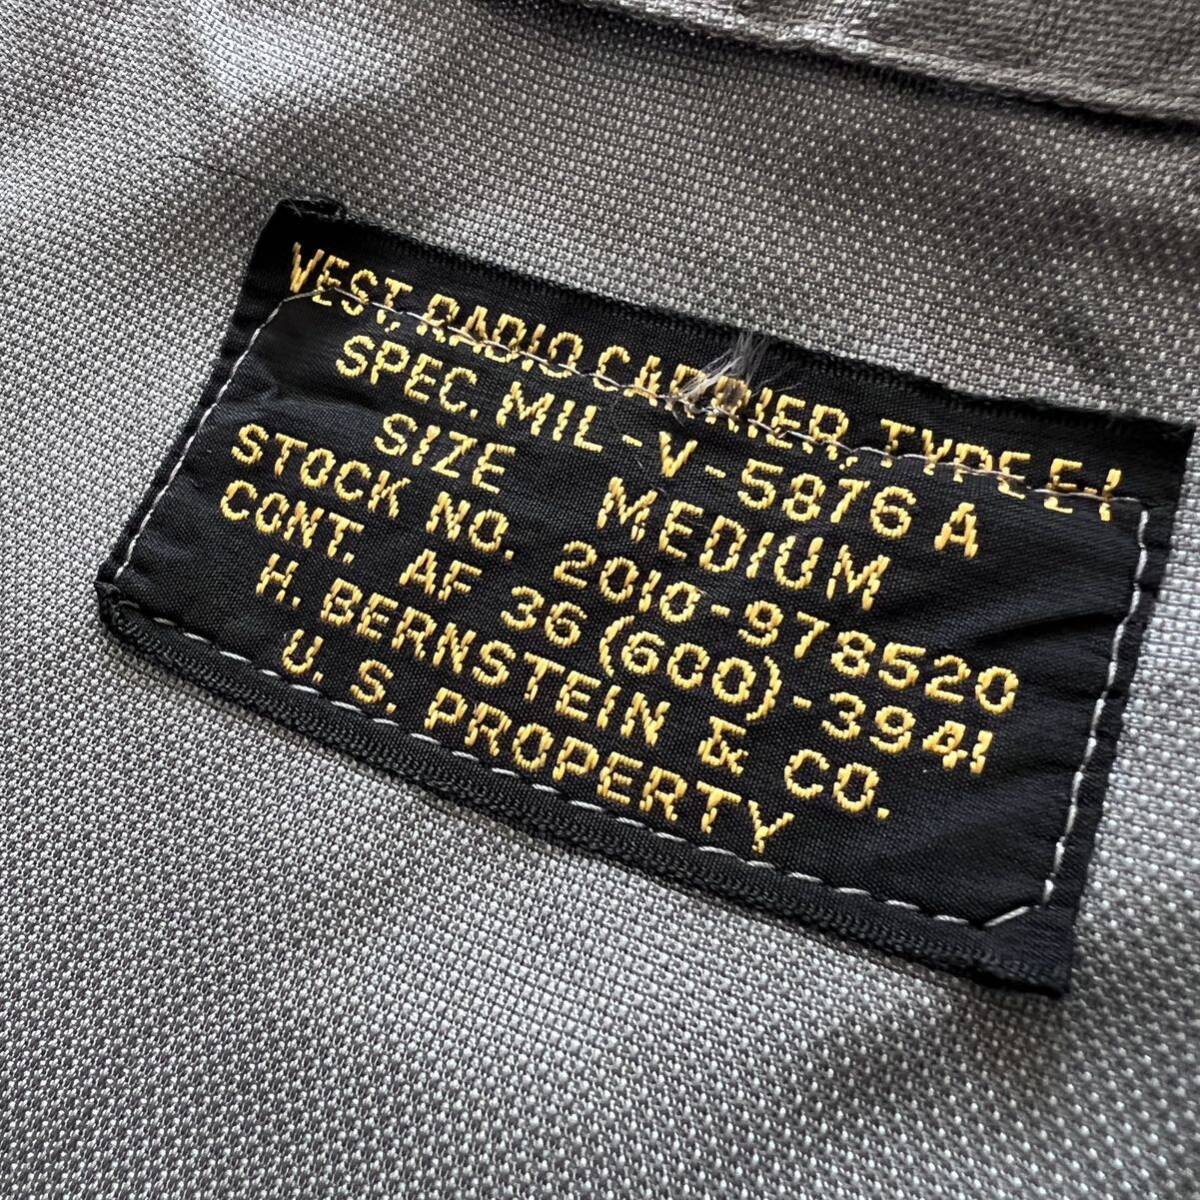 VEST, RADIO CARRIER, TYPE E-1
SPEC. MIL-V-5876 A
SIZE MEDIUM
STOCK NO. 2010-978520
CONT. AF 36 (600)-3941
H. BERNSTEIN & CO.
U. S. PROPERTY